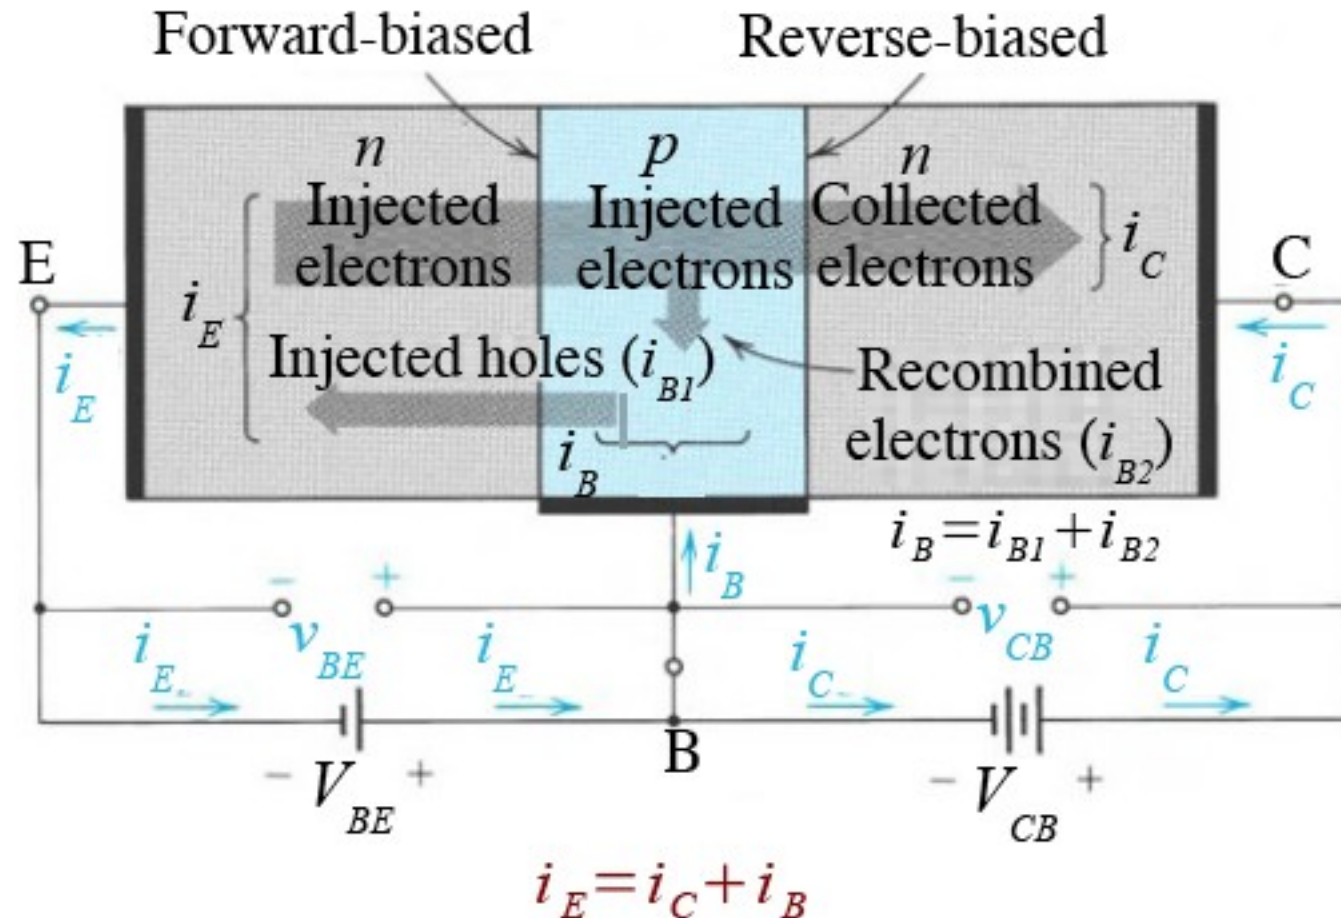 Forward-biased Reverse-biased
n p n
Injected electrons
Injected electrons
Collected electrons
i_E
i_C
E
C
i_E
i_C
Injected holes (i_B1)
Recombined
electrons (i_B2)
i_B
i_B = i_B1 + i_B2
i_B
- v_BE +
- v_CB +
i_E i_E i_C i_C
B
- V_BE +
- V_CB +
i_E = i_C + i_B